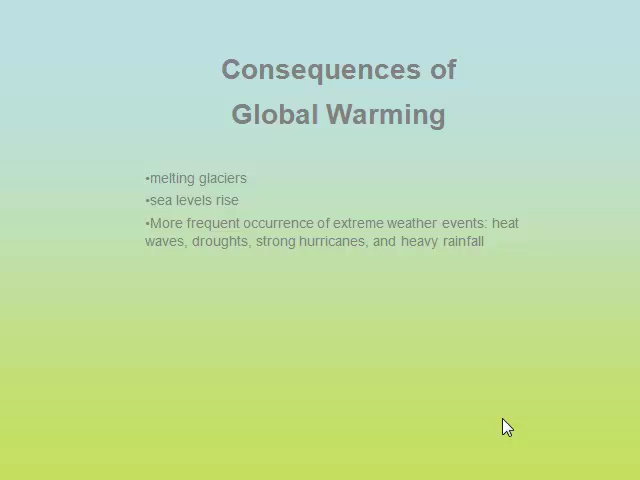 Consequences of
Global Warming
•melting glaciers
•sea levels rise
•More frequent occurrence of extreme weather events: heat
waves, droughts, strong hurricanes, and heavy rainfall